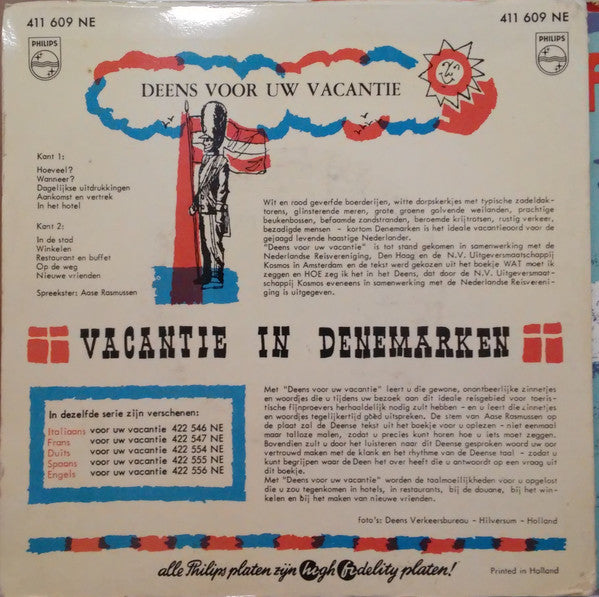 411 609 NE
411 609 NE
PHILIPS
PHILIPS
DEENS VOOR UW VACANTIE
Kant 1:
Hoeveel?
Wanneer?
Dagelijkse uitdrukkingen
Aankomst en vertrek
In het hotel
Kant 2:
In de stad
Winkelen
Restaurant en buffet
Op de weg
Nieuwe vrienden
Spreekster: Aase Rasmussen
Wit en rood geverfde boerderijen, witte dorpskerkjes met typische zadeldak-
torens, glinsterende meren, grote groene golvende weilanden, prachtige
beukenbossen, befaamde zandstranden, beroemde krijtrotsen, rustig verkeer,
bezadigde mensen - kortom Denemarken is het ideale vacantieoord voor de
gejaagd levende haastige Nederlander.
"Deens voor uw vacantie" is tot stand gekomen in samenwerking met de
Nederlandse Reisvereniging, Den Haag en de N.V. Uitgeversmaatschappij
Kosmos in Amsterdam en de tekst werd gekozen uit het boekje WAT moet ik
zeggen en HOE zeg ik het in het Deens, dat door de N.V. Uitgeversmaat-
schappij Kosmos eveneens in samenwerking met de Nederlandse Reisvereni-
ging is uitgegeven.
VACANTIE IN DENEMARKEN
In dezelfde serie zijn verschenen:
Italiaans voor uw vacantie 422 546 NE
Frans voor uw vacantie 422 547 NE
Duits voor uw vacantie 422 554 NE
Spaans voor uw vacantie 422 555 NE
Engels voor uw vacantie 422 556 NE
Met "Deens voor uw vacantie" leert u die gewone, onontbeerlijke zinnetjes
en woordjes die u tijdens uw bezoek aan dit ideale reisgebied voor toeris-
tische fijnproevers herhaaldelijk nodig zult hebben - en u leert die zinnetjes
en woordjes tegelijkertijd góéd uitspreken. De stem van Aase Rasmussen op
de plaat zal de Deense tekst uit het boekje voor u oplezen - niet eenmaal
maar talloze malen, zodat u precies kunt horen hoe u iets moet zeggen.
Bovendien zult u door het luisteren naar dit Deense gesproken woord uw oor
vertrouwd maken met de klank en het rhythme van de Deense taal - zodat u
kunt begrijpen waar de Deen het over heeft die u antwoordt op een vraag uit
dit boekje.
Met "Deens voor uw vacantie" worden de taalmoeilijkheden voor u opgelost
die u zou tegenkomen in hotels, in restaurants, bij de douane, bij het win-
kelen en bij het maken van nieuwe vrienden.
foto's: Deens Verkeersbureau - Hilversum - Holland
alle Philips platen zijn high fidelity platen!
Printed in Holland